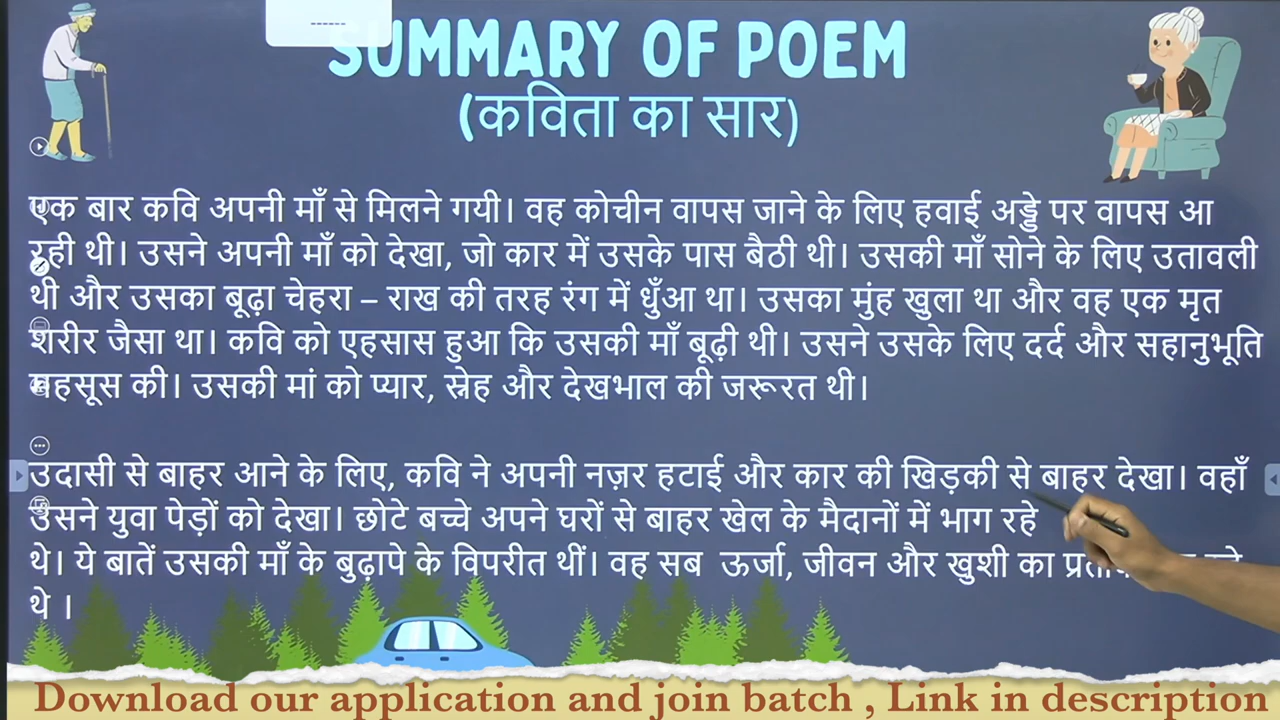 SUMMARY OF POEM
(कविता का सार)
एक बार कवि अपनी माँ से मिलने गयी। वह कोचीन वापस जाने के लिए हवाई अड्डे पर वापस आ
रही थी। उसने अपनी माँ को देखा, जो कार में उसके पास बैठी थी। उसकी माँ सोने के लिए उतावली
थी और उसका बूढ़ा चेहरा – राख की तरह रंग में धुँआ था। उसका मुंह खुला था और वह एक मृत
शरीर जैसा था। कवि को एहसास हुआ कि उसकी माँ बूढ़ी थी। उसने उसके लिए दर्द और सहानुभूति
महसूस की। उसकी मां को प्यार, स्नेह और देखभाल की जरूरत थी।
उदासी से बाहर आने के लिए, कवि ने अपनी नज़र हटाई और कार की खिड़की से बाहर देखा। वहाँ
उसने युवा पेड़ों को देखा। छोटे बच्चे अपने घरों से बाहर खेल के मैदानों में भाग रहे
थे। ये बातें उसकी माँ के बुढ़ापे के विपरीत थीं। वह सब ऊर्जा, जीवन और खुशी का
थे ।
Download our application and join batch , Link in description